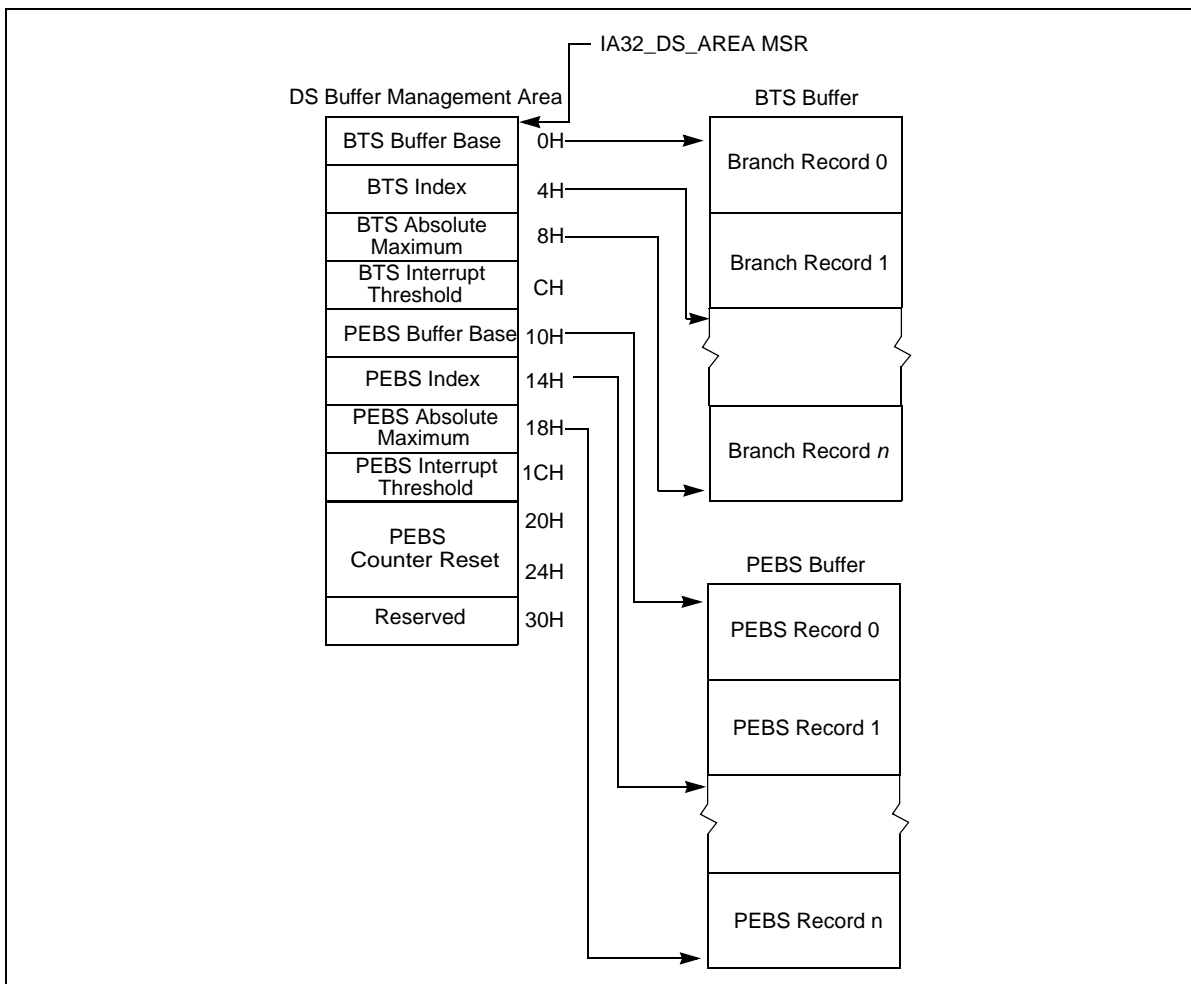 IA32_DS_AREA MSR
DS Buffer Management Area
BTS Buffer Base 0H
BTS Index 4H
BTS Absolute
Maximum 8H
BTS Interrupt
Threshold CH
PEBS Buffer Base 10H
PEBS Index 14H
PEBS Absolute
Maximum 18H
PEBS Interrupt
Threshold 1CH
20H
PEBS
Counter Reset
24H
Reserved 30H
BTS Buffer
Branch Record 0
Branch Record 1
Branch Record n
PEBS Buffer
PEBS Record 0
PEBS Record 1
PEBS Record n